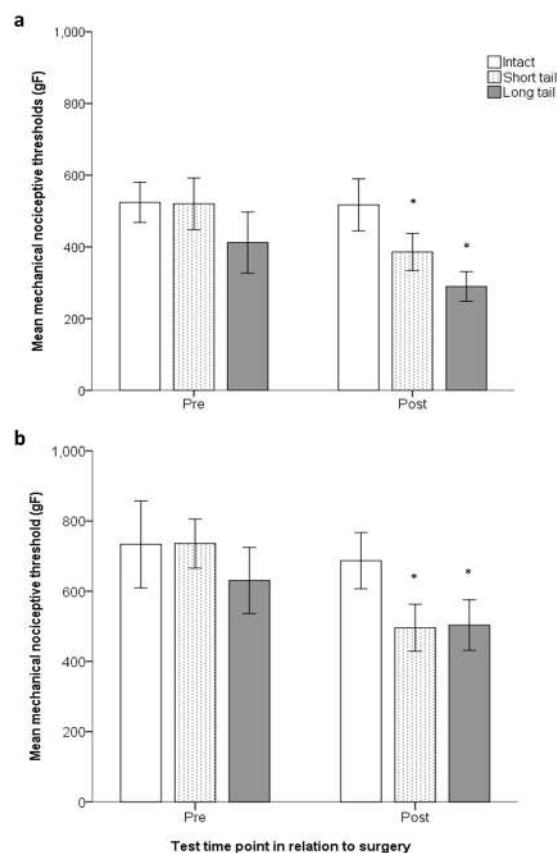 a
Mean mechanical nociceptive thresholds (gF)
1,000
800
600
400
200
0
Intact
Short tail
Long tail
*
*
Pre
Post
b
Mean mechanical nociceptive threshold (gF)
1,000
800
600
400
200
0
*
*
Pre
Post
Test time point in relation to surgery